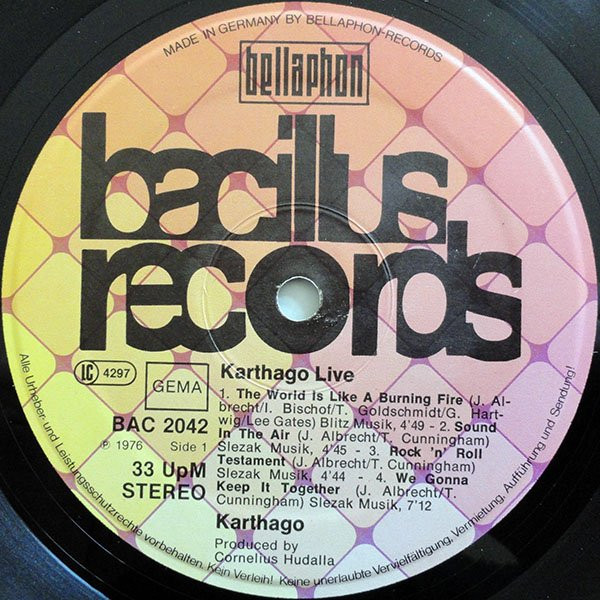 MADE IN GERMANY BY BELLAPHON-RECORDS
bellaphon
bacillus
records
LC 4297
GEMA
BAC 2042
℗ 1976 Side 1
33 UpM
STEREO
Karthago Live
1. The World Is Like A Burning Fire (J. Al-
brecht/I. Bischof/T. Goldschmidt/G. Hart-
wig/Lee Gates) Blitz Musik, 4'49 - 2. Sound
In The Air (J. Albrecht/T. Cunningham)
Slezak Musik, 4'45 - 3. Rock 'n' Roll
Testament (J. Albrecht/T. Cunningham)
Slezak Musik, 4'44 - 4. We Gonna
Keep It Together (J. Albrecht/T.
Cunningham) Slezak Musik, 7'12
Karthago
Produced by
Cornelius Hudalla
Alle Urheber- und Leistungsschutzrechte vorbehalten. Kein Verleih! Keine unerlaubte Vervielfältigung, Vermietung, Aufführung und Sendung!